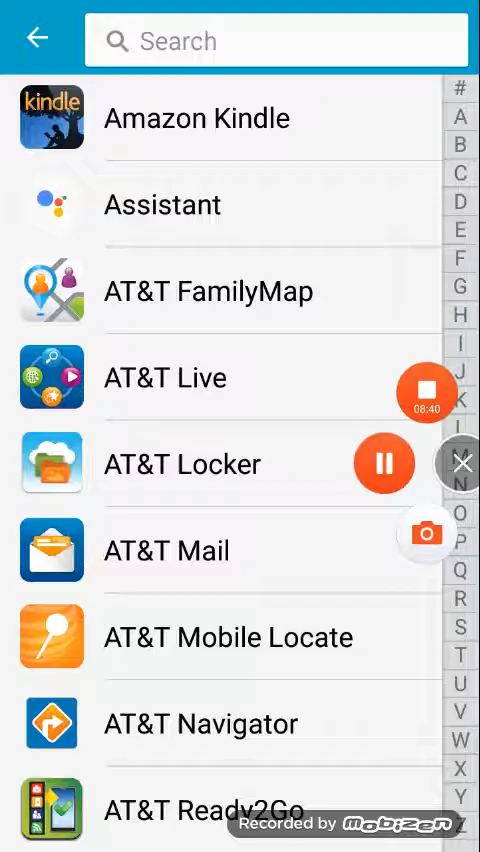 Search
kindle
Amazon Kindle
Assistant
AT&T FamilyMap
AT&T Live
AT&T Locker
AT&T Mail
AT&T Mobile Locate
AT&T Navigator
AT&T Ready2Go
#
A
B
C
D
E
F
G
H
I
J
K
L
M
N
O
P
Q
R
S
T
U
V
W
X
Y
Z
08:40
Recorded by Mobizen